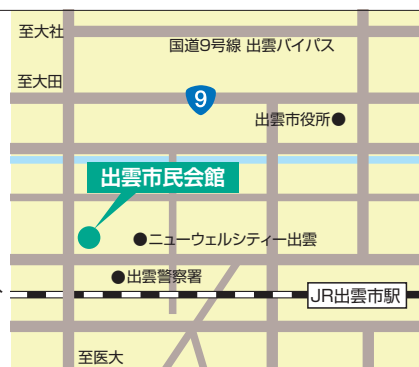 至大社
国道9号線 出雲バイパス
至大田
9
出雲市役所
出雲市民会館
ニューウェルシティー出雲
出雲警察署
JR出雲市駅
至医大